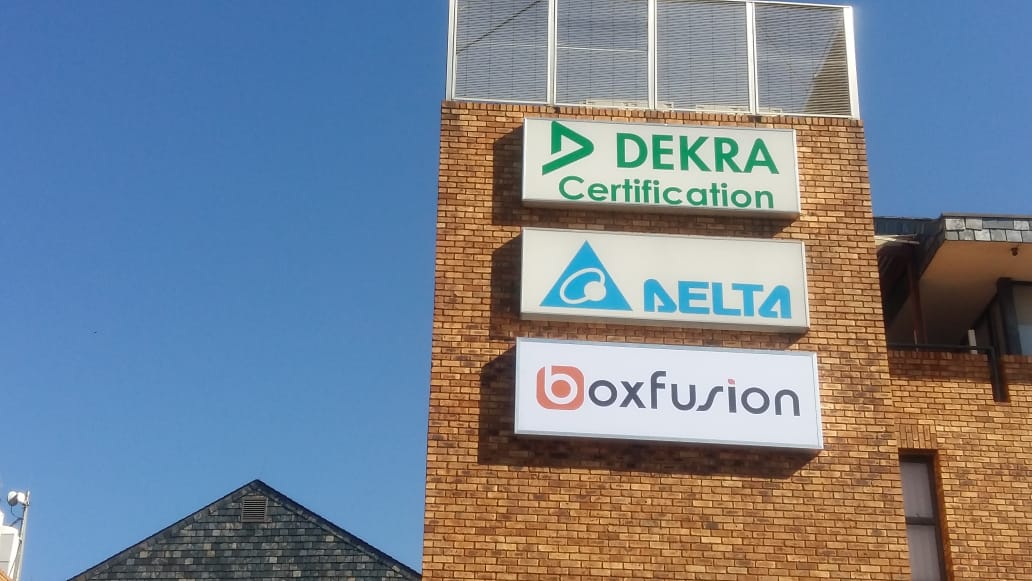 DEKRA
Certification
DELTA
boxfusion